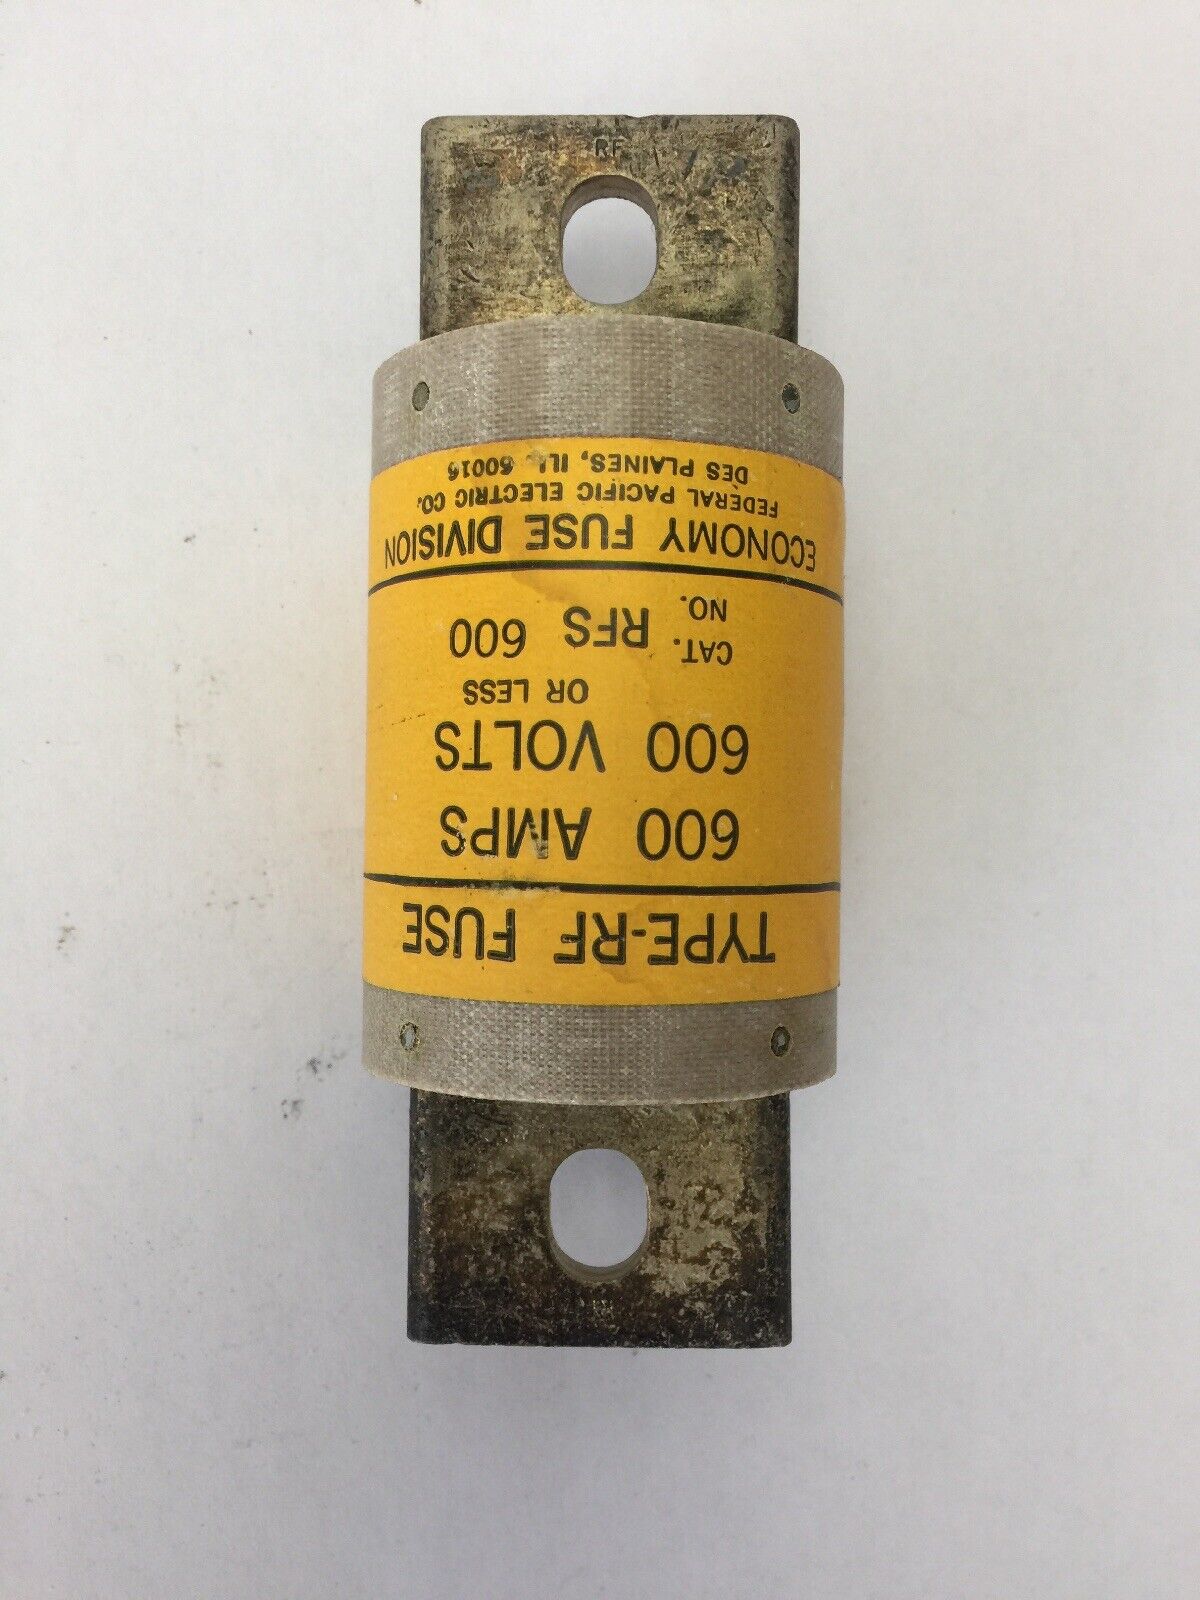 TYPE-RF FUSE
600 AMPS
600 VOLTS
OR LESS
CAT. NO. RFS 600
ECONOMY FUSE DIVISION
FEDERAL PACIFIC ELECTRIC CO.
DES PLAINES, ILL. 60016
RF